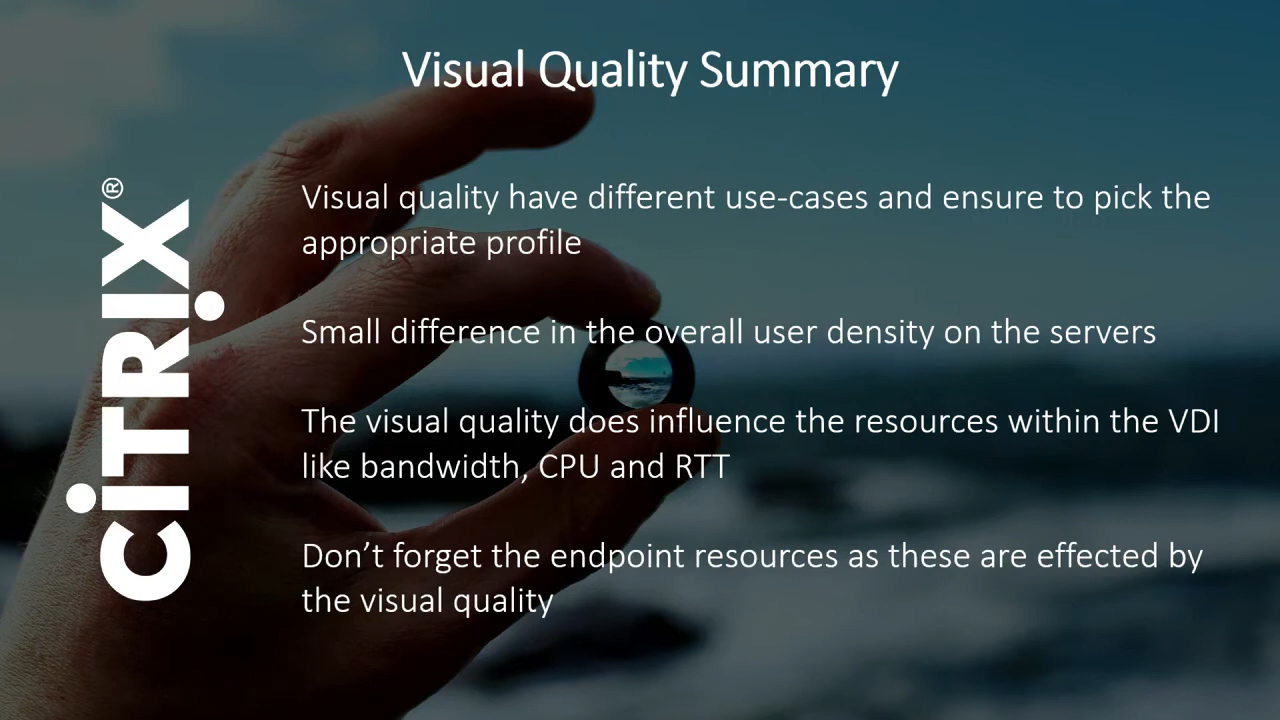 Visual Quality Summary
CiTRiX®
Visual quality have different use-cases and ensure to pick the
appropriate profile
Small difference in the overall user density on the servers
The visual quality does influence the resources within the VDI
like bandwidth, CPU and RTT
Don’t forget the endpoint resources as these are effected by
the visual quality